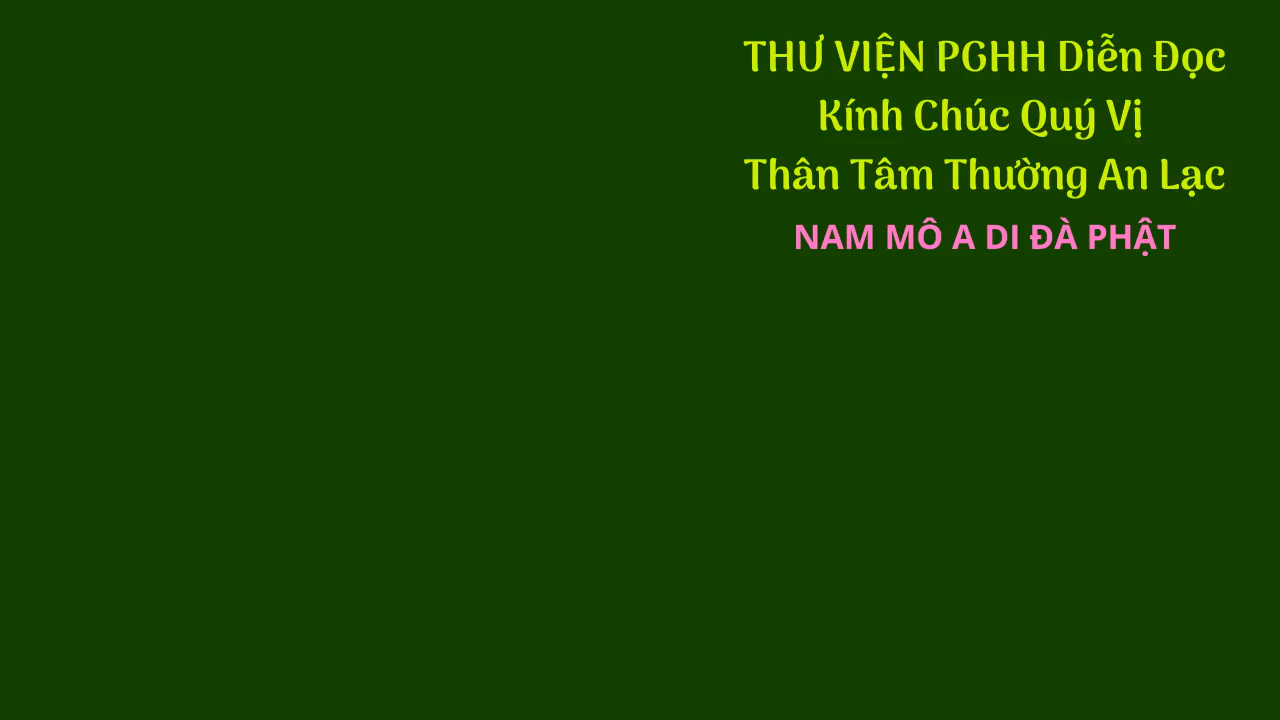 THƯ VIỆN PGHH Diễn Đọc
Kính Chúc Quý Vị
Thân Tâm Thường An Lạc
NAM MÔ A DI ĐÀ PHẬT